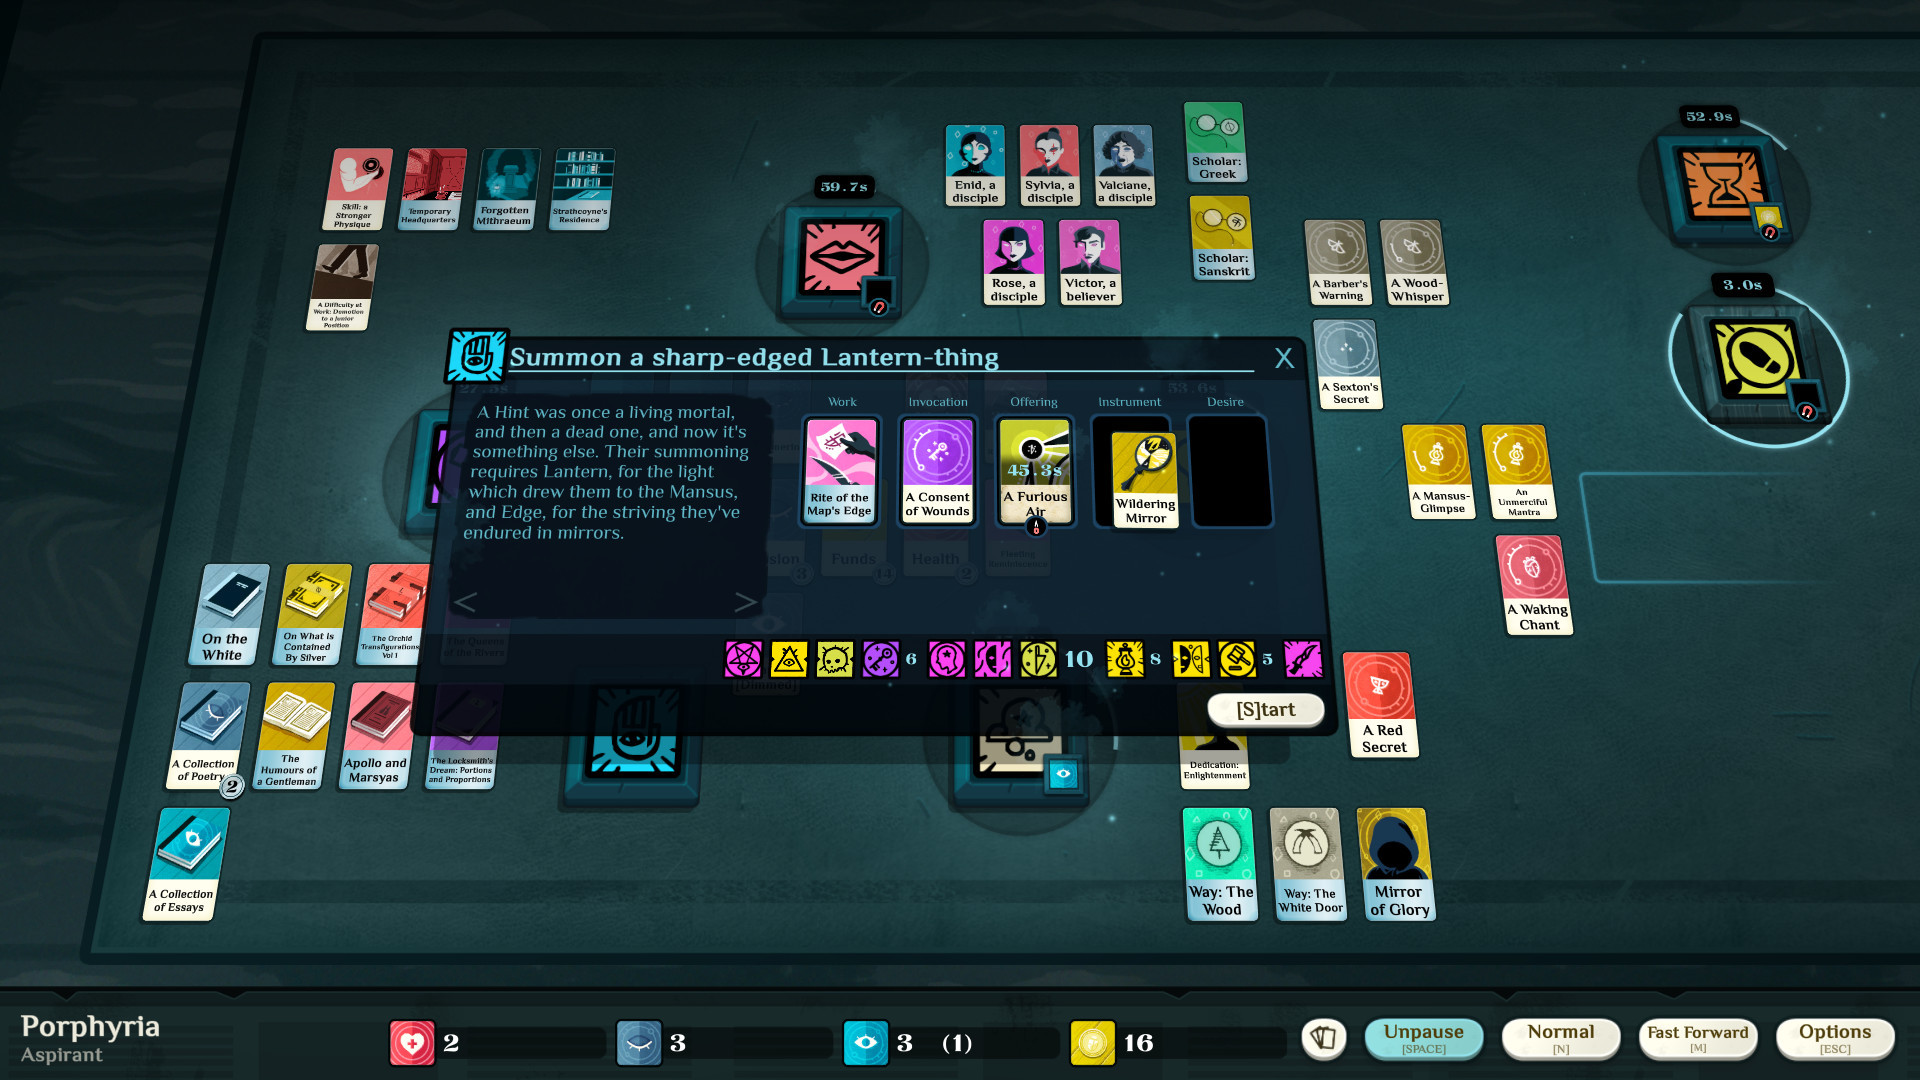 52.9s
Scholar:
Greek
Enid, a
disciple
Sylvia, a
disciple
Valciane,
a disciple
59.7s
Skill: a
Stronger
Physique
Temporary
Headquarters
Forgotten
Mithraeum
Strathcoyne's
Residence
Scholar:
Sanskrit
Rose, a
disciple
Victor, a
believer
A Barber's
Warning
A Wood-
Whisper
3.0s
A Difficulty at
Work: Demotion
to a Junior
Position
Summon a sharp-edged Lantern-thing
X
A Sexton's
Secret
53.6s
Work
Invocation
Offering
Instrument
Desire
A Hint was once a living mortal,
and then a dead one, and now it's
something else. Their summoning
requires Lantern, for the light
which drew them to the Mansus,
and Edge, for the striving they've
endured in mirrors.
45.3s
Rite of the
Map's Edge
A Consent
of Wounds
A Furious
Air
Wildering
Mirror
A Mansus-
Glimpse
An
Unmerciful
Mantra
Funds
Health
3
14
2
< >
A Waking
Chant
On the
White
On What is
Contained
By Silver
The Orchid
Transfigurations
Vol 1
6
10
8
5
[S]tart
A Red
Secret
A Collection
of Poetry
2
The
Humours of
a Gentleman
Apollo and
Marsyas
The Locksmith's
Dream: Portions
and Proportions
Dedication:
Enlightenment
A Collection
of Essays
Way: The
Wood
Way: The
White Door
Mirror
of Glory
Porphyria
Aspirant
2
3
3 (1)
16
Unpause
[SPACE]
Normal
[N]
Fast Forward
[M]
Options
[ESC]